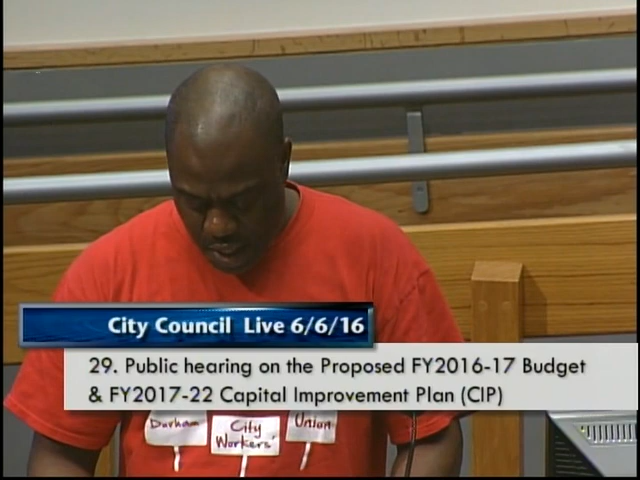 City Council Live 6/6/16
29. Public hearing on the Proposed FY2016-17 Budget
& FY2017-22 Capital Improvement Plan (CIP)
Durham City Union
Workers'